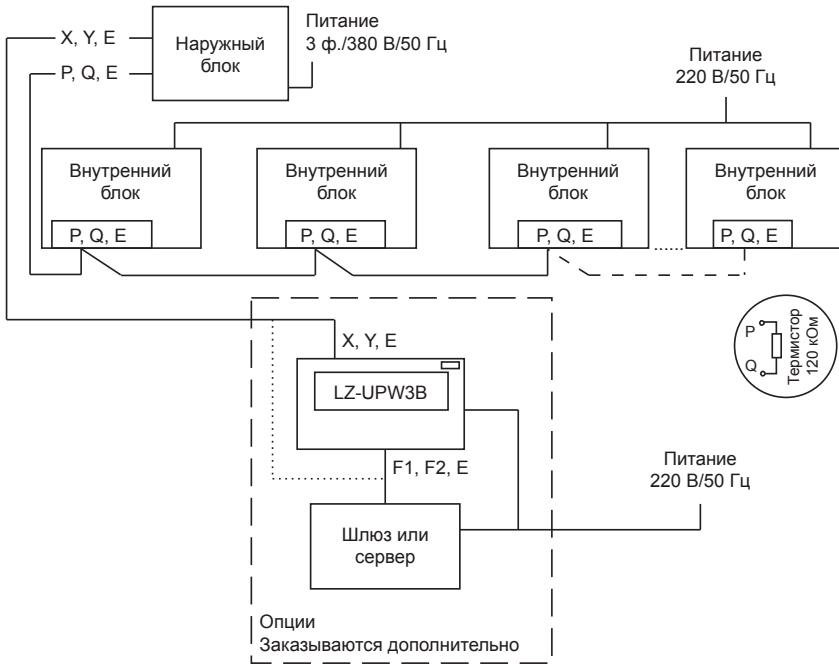 X, Y, E
P, Q, E
Наружный
блок
Питание
3 ф./380 В/50 Гц
Питание
220 В/50 Гц
Внутренний
блок
P, Q, E
Внутренний
блок
P, Q, E
Внутренний
блок
P, Q, E
Внутренний
блок
P, Q, E
X, Y, E
LZ-UPW3B
F1, F2, E
Шлюз или
сервер
P
Q
Термистор
120 кОм
Питание
220 В/50 Гц
Опции
Заказываются дополнительно